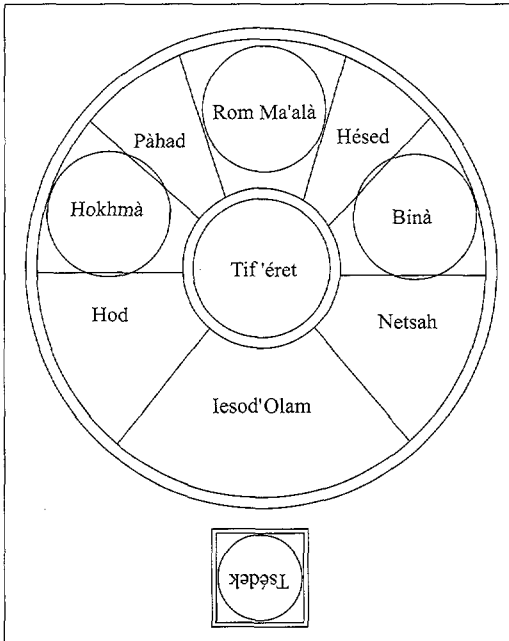 Rom Ma'alà
Pàhad
Hésed
Hokhmà
Binà
Tif'éret
Hod
Netsah
Iesod'Olam
Tsédek